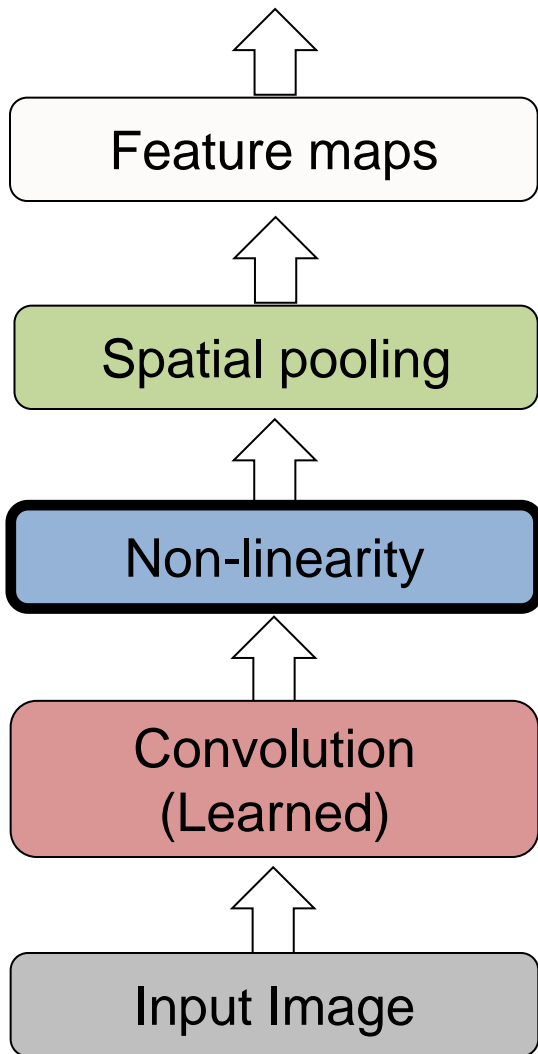 Feature maps
Spatial pooling
Non-linearity
Convolution
(Learned)
Input Image